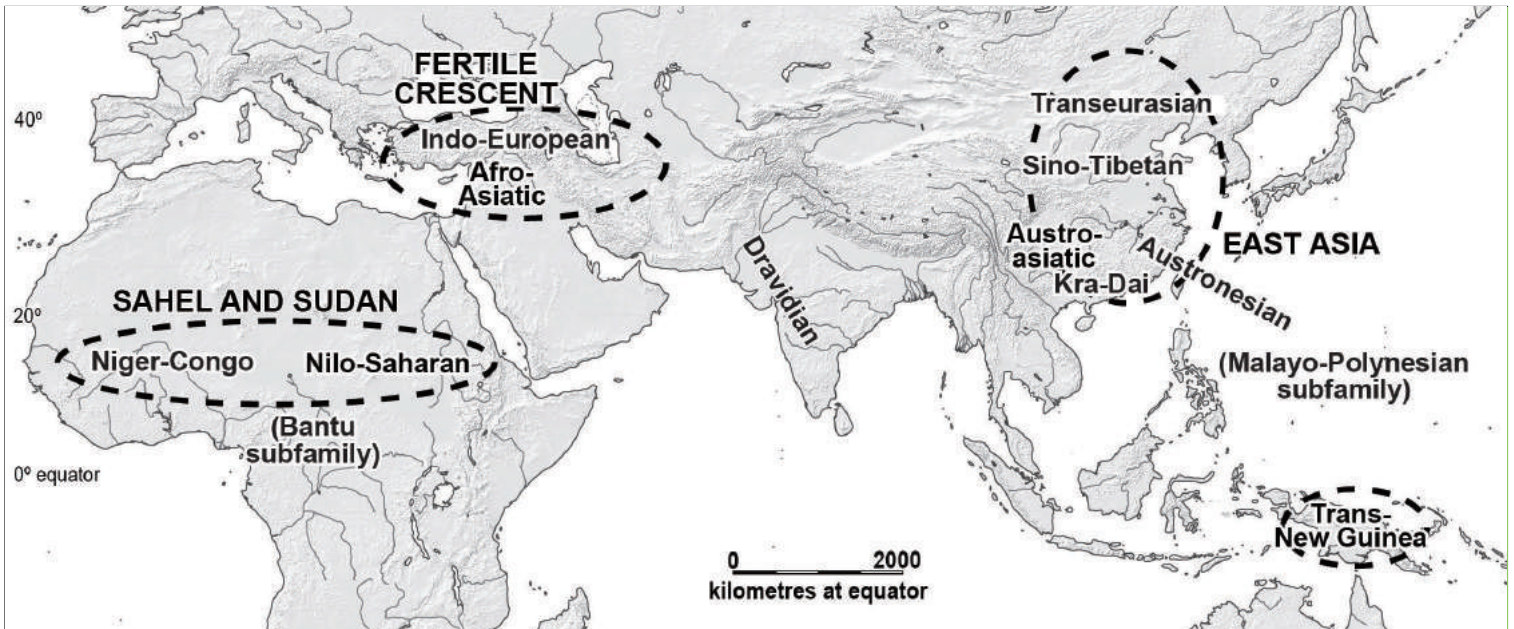 FERTILE
CRESCENT
40º
Transeurasian
Indo-European
Sino-Tibetan
Afro-
Asiatic
Austro-
asiatic
EAST ASIA
Dravidian
Austronesian
Kra-Dai
SAHEL AND SUDAN
20º
Niger-Congo
Nilo-Saharan
(Malayo-Polynesian
subfamily)
(Bantu
subfamily)
0º equator
Trans-
New Guinea
0 2000
kilometres at equator